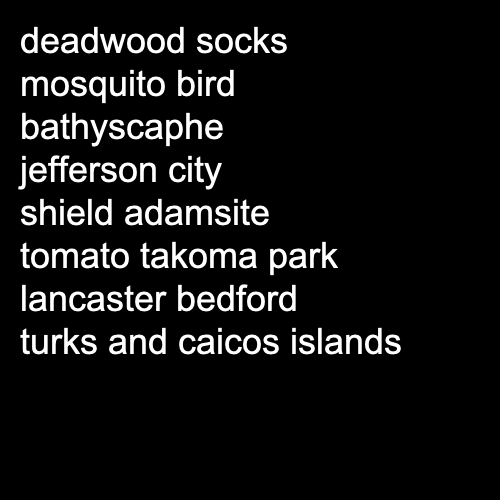 deadwood socks
mosquito bird
bathyscaphe
jefferson city
shield adamsite
tomato takoma park
lancaster bedford
turks and caicos islands